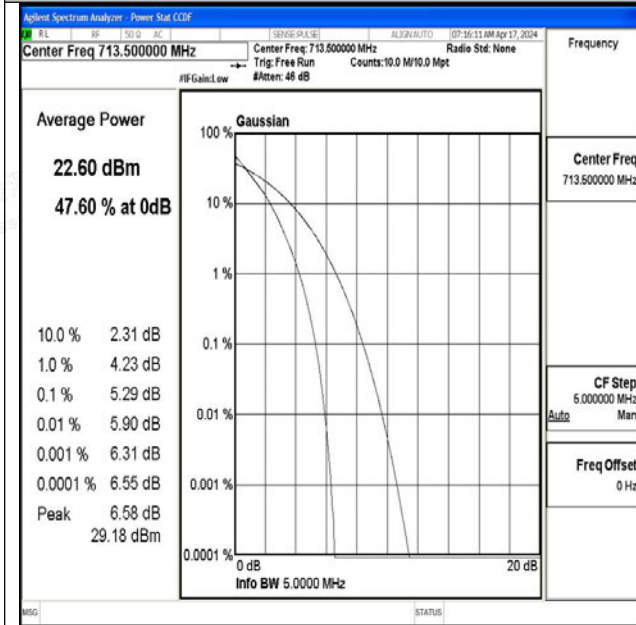 Agilent Spectrum Analyzer - Power Stat CCDF
RL RF 50 Ω AC SENSE:PULSE ALIGNAUTO 07:16:11 AM Apr 17, 2024
Center Freq 713.500000 MHz
Center Freq: 713.500000 MHz Radio Std: None
Trig: Free Run Counts:10.0 M/10.0 Mpt
#IFGain:Low #Atten: 46 dB
Frequency
Average Power
22.60 dBm
47.60 % at 0dB
10.0 % 2.31 dB
1.0 % 4.23 dB
0.1 % 5.29 dB
0.01 % 5.90 dB
0.001 % 6.31 dB
0.0001 % 6.55 dB
Peak 6.58 dB
29.18 dBm
Gaussian
100 %
10 %
1 %
0.1 %
0.01 %
0.001 %
0.0001 %
0 dB 20 dB
Info BW 5.0000 MHz
Center Freq
713.500000 MHz
CF Step
5.000000 MHz
Auto Man
Freq Offset
0 Hz
MSG STATUS